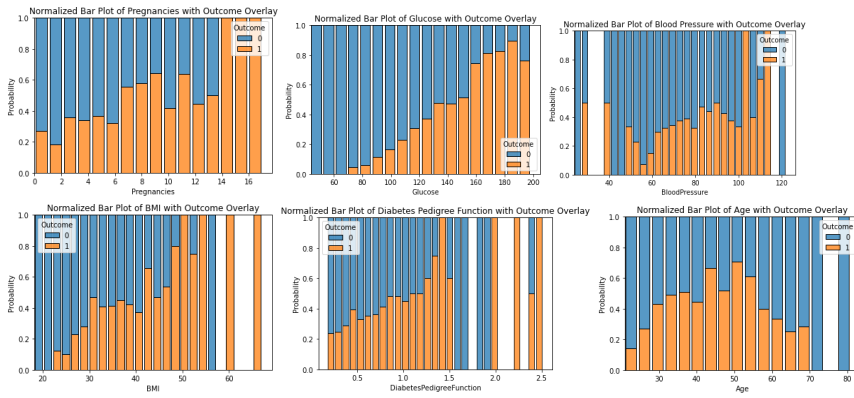 Normalized Bar Plot of Pregnancies with Outcome Overlay
Outcome
0
1
1.0
0.8
0.6
0.4
0.2
0.0
Probability
0 2 4 6 8 10 12 14 16
Pregnancies
Normalized Bar Plot of Glucose with Outcome Overlay
1.0
0.8
0.6
0.4
0.2
0.0
Probability
Outcome
0
1
60 80 100 120 140 160 180 200
Glucose
Normalized Bar Plot of Blood Pressure with Outcome Overlay
Outcome
0
1
1.0
0.8
0.6
0.4
0.2
0.0
Probability
40 60 80 100 120
BloodPressure
Normalized Bar Plot of BMI with Outcome Overlay
Outcome
0
1
1.0
0.8
0.6
0.4
0.2
0.0
Probability
20 30 40 50 60
BMI
Normalized Bar Plot of Diabetes Pedigree Function with Outcome Overlay
Outcome
0
1
1.0
0.8
0.6
0.4
0.2
0.0
Probability
0.5 1.0 1.5 2.0 2.5
DiabetesPedigreeFunction
Normalized Bar Plot of Age with Outcome Overlay
Outcome
0
1
1.0
0.8
0.6
0.4
0.2
0.0
Probability
30 40 50 60 70 80
Age